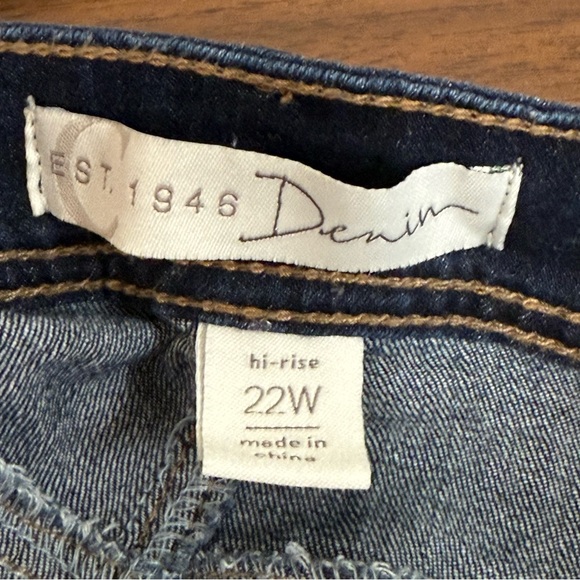 C
EST. 1946 Denim
hi-rise
22W
made in
china